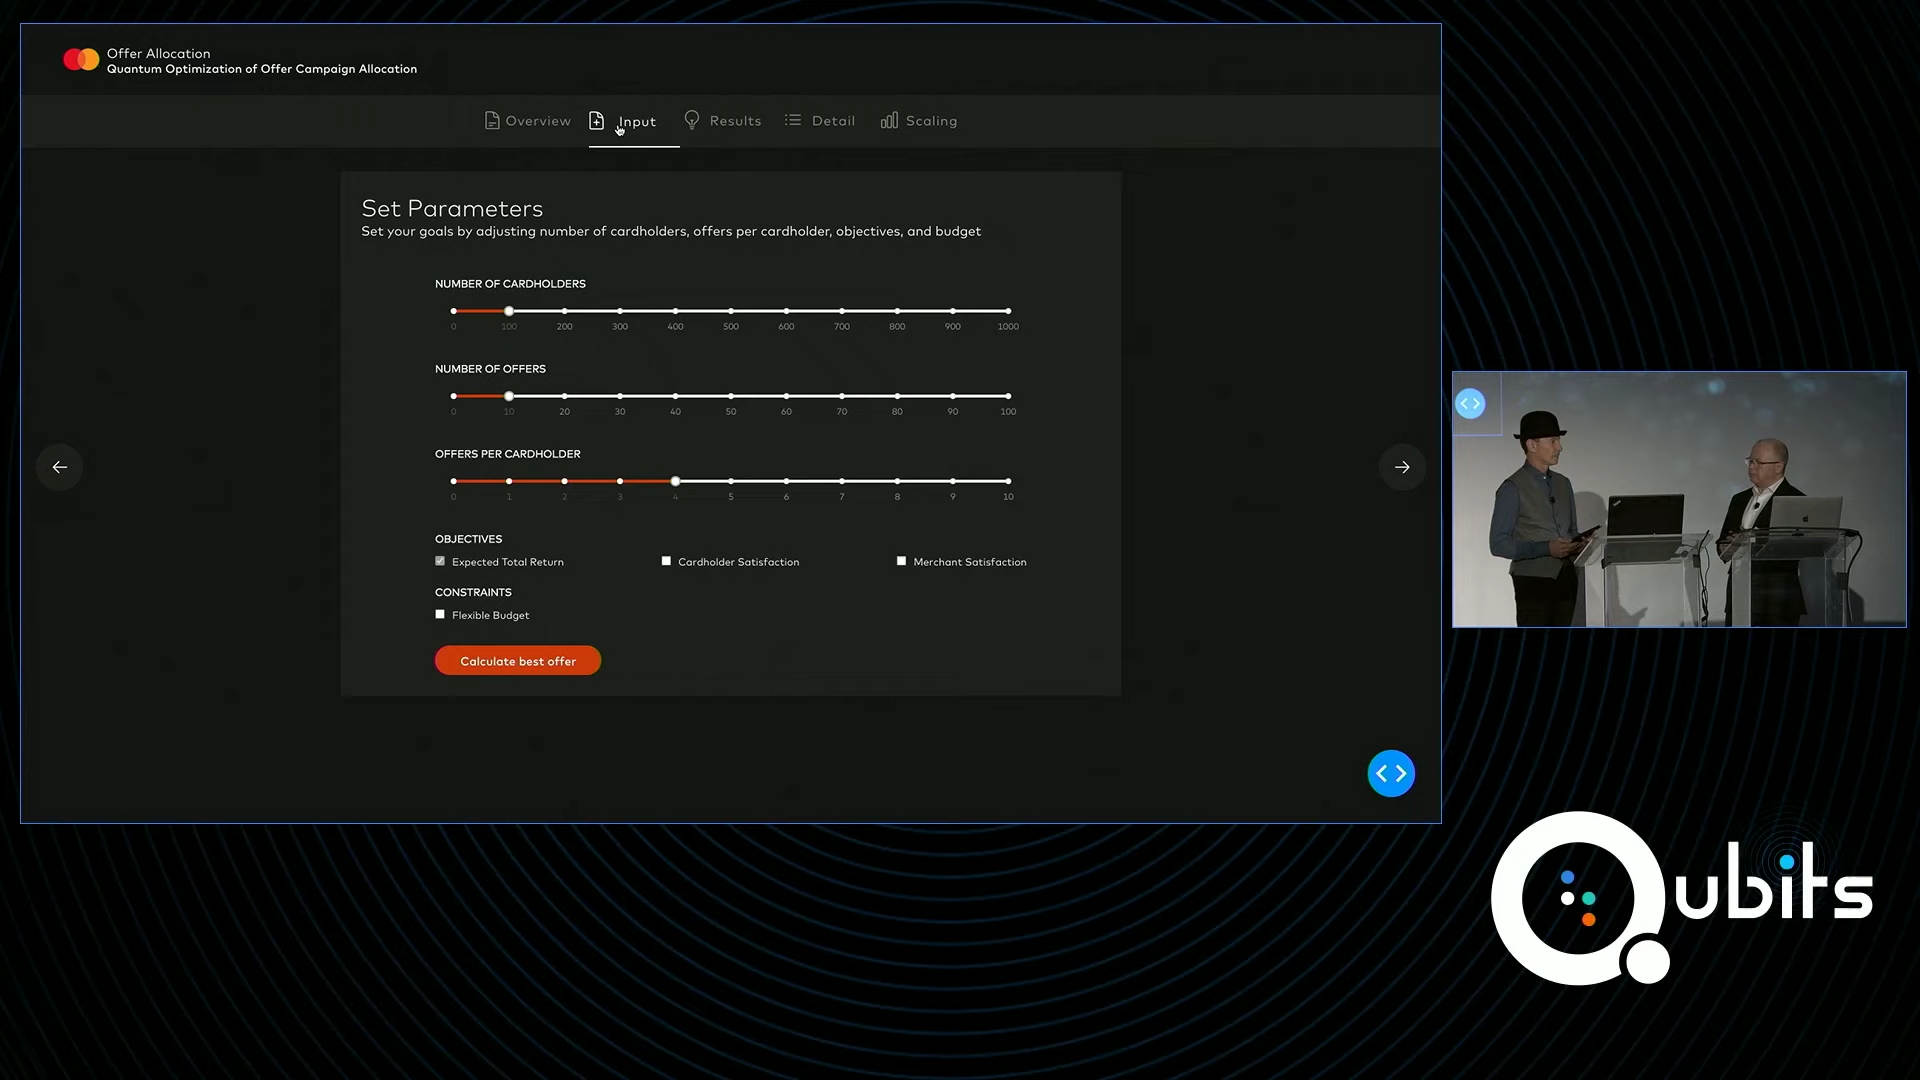 Offer Allocation
Quantum Optimization of Offer Campaign Allocation
Overview
Input
Results
Detail
Scaling
Set Parameters
Set your goals by adjusting number of cardholders, offers per cardholder, objectives, and budget
NUMBER OF CARDHOLDERS
0 100 200 300 400 500 600 700 800 900 1000
NUMBER OF OFFERS
0 10 20 30 40 50 60 70 80 90 100
OFFERS PER CARDHOLDER
0 1 2 3 4 5 6 7 8 9 10
OBJECTIVES
Expected Total Return
Cardholder Satisfaction
Merchant Satisfaction
CONSTRAINTS
Flexible Budget
Calculate best offer
Qubits